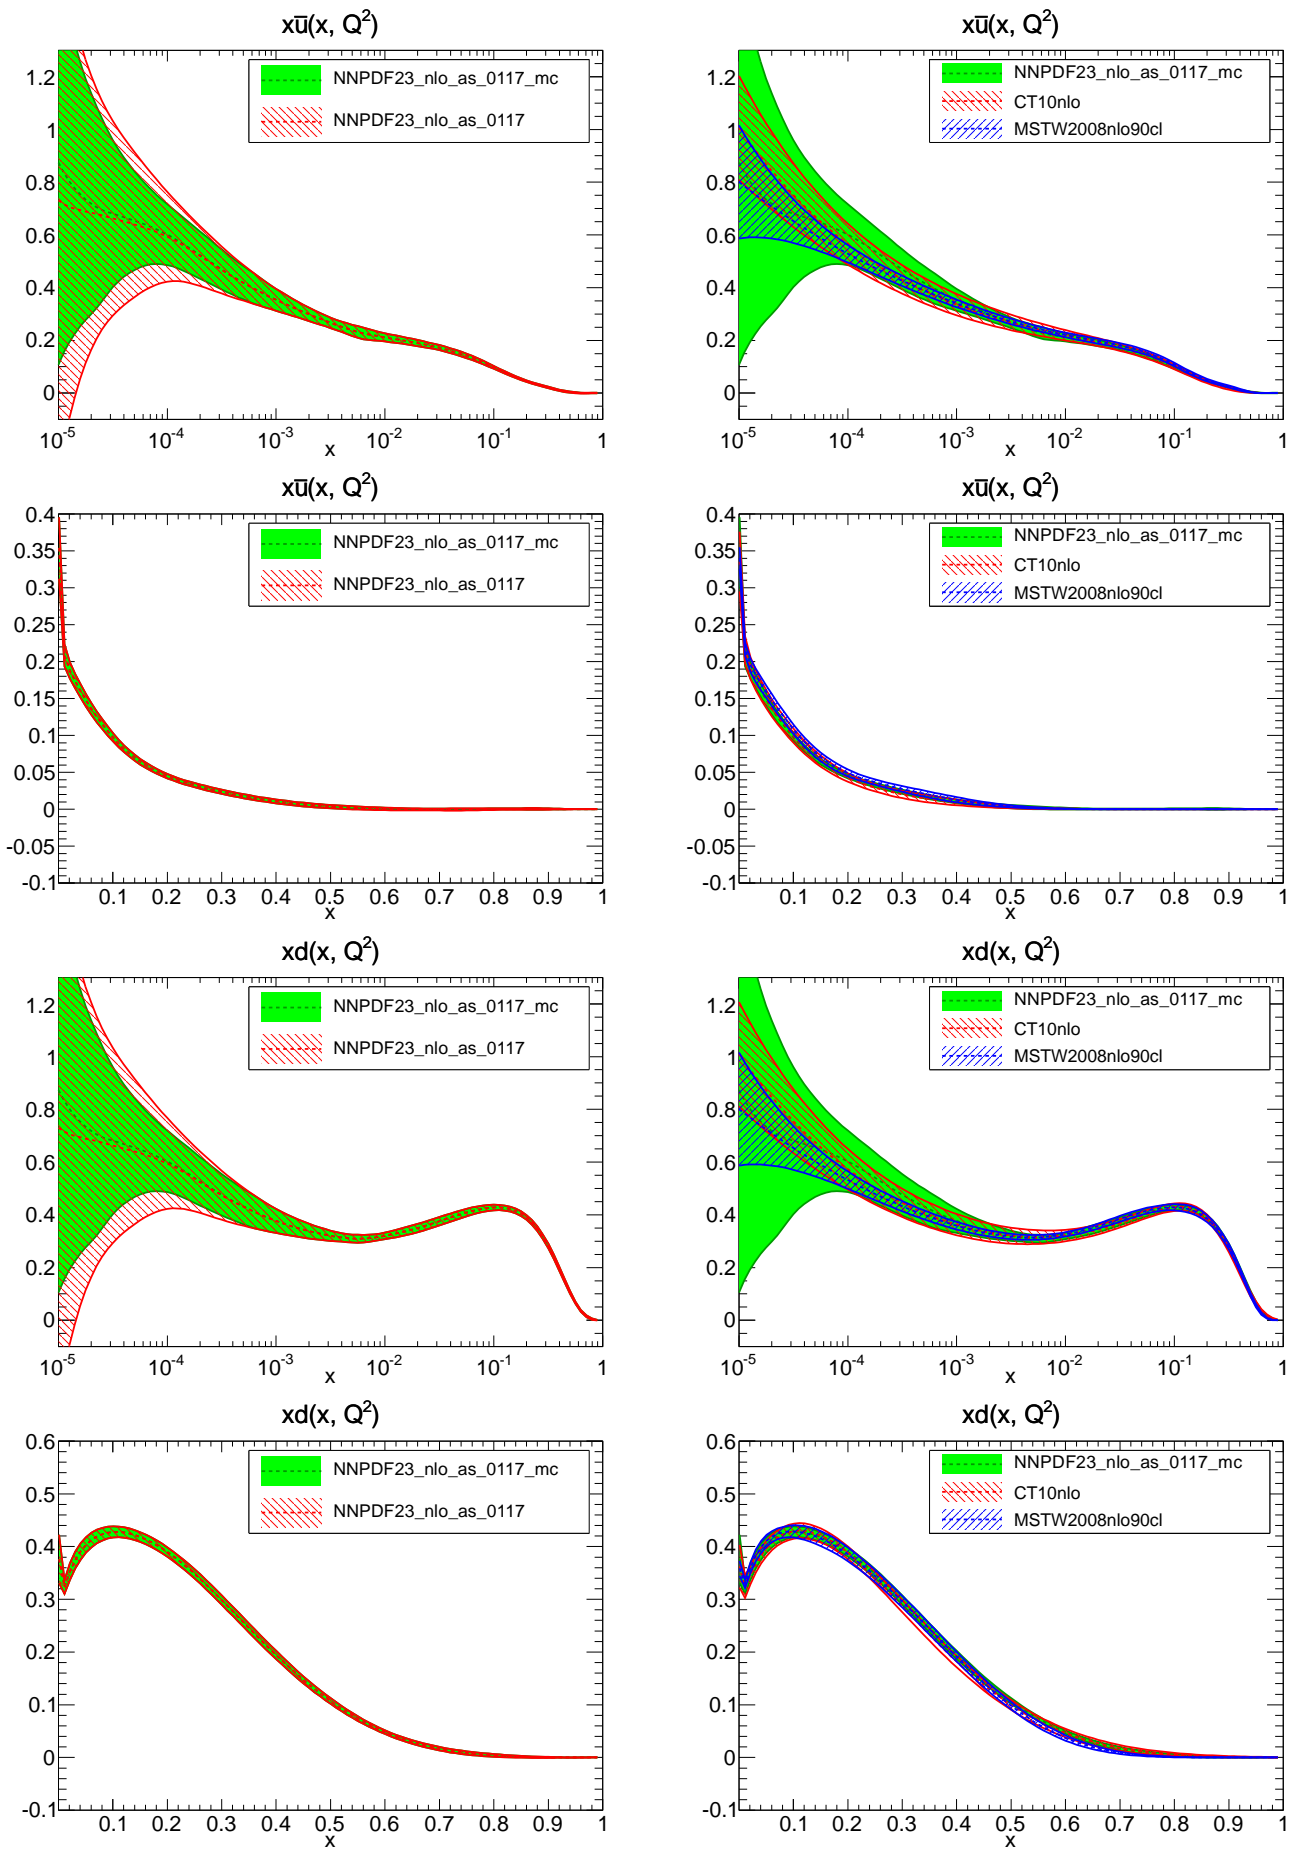 xū(x, Q²)
1.2
1
0.8
0.6
0.4
0.2
0
NNPDF23_nlo_as_0117_mc
NNPDF23_nlo_as_0117
10⁻⁵ 10⁻⁴ 10⁻³ 10⁻² 10⁻¹ 1
x
xū(x, Q²)
1.2
1
0.8
0.6
0.4
0.2
0
NNPDF23_nlo_as_0117_mc
CT10nlo
MSTW2008nlo90cl
10⁻⁵ 10⁻⁴ 10⁻³ 10⁻² 10⁻¹ 1
x
xū(x, Q²)
0.4
0.35
0.3
0.25
0.2
0.15
0.1
0.05
0
-0.05
-0.1
NNPDF23_nlo_as_0117_mc
NNPDF23_nlo_as_0117
0.1 0.2 0.3 0.4 0.5 0.6 0.7 0.8 0.9 1
x
xū(x, Q²)
0.4
0.35
0.3
0.25
0.2
0.15
0.1
0.05
0
-0.05
-0.1
NNPDF23_nlo_as_0117_mc
CT10nlo
MSTW2008nlo90cl
0.1 0.2 0.3 0.4 0.5 0.6 0.7 0.8 0.9 1
x
xd(x, Q²)
1.2
1
0.8
0.6
0.4
0.2
0
NNPDF23_nlo_as_0117_mc
NNPDF23_nlo_as_0117
10⁻⁵ 10⁻⁴ 10⁻³ 10⁻² 10⁻¹ 1
x
xd(x, Q²)
1.2
1
0.8
0.6
0.4
0.2
0
NNPDF23_nlo_as_0117_mc
CT10nlo
MSTW2008nlo90cl
10⁻⁵ 10⁻⁴ 10⁻³ 10⁻² 10⁻¹ 1
x
xd(x, Q²)
0.6
0.5
0.4
0.3
0.2
0.1
0
-0.1
NNPDF23_nlo_as_0117_mc
NNPDF23_nlo_as_0117
0.1 0.2 0.3 0.4 0.5 0.6 0.7 0.8 0.9 1
x
xd(x, Q²)
0.6
0.5
0.4
0.3
0.2
0.1
0
-0.1
NNPDF23_nlo_as_0117_mc
CT10nlo
MSTW2008nlo90cl
0.1 0.2 0.3 0.4 0.5 0.6 0.7 0.8 0.9 1
x